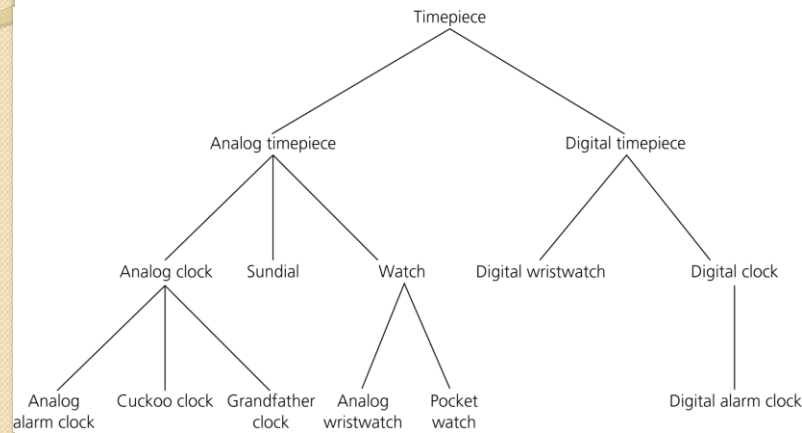 Timepiece
Analog timepiece
Digital timepiece
Analog clock
Sundial
Watch
Digital wristwatch
Digital clock
Analog
alarm clock
Cuckoo clock
Grandfather
clock
Analog
wristwatch
Pocket
watch
Digital alarm clock